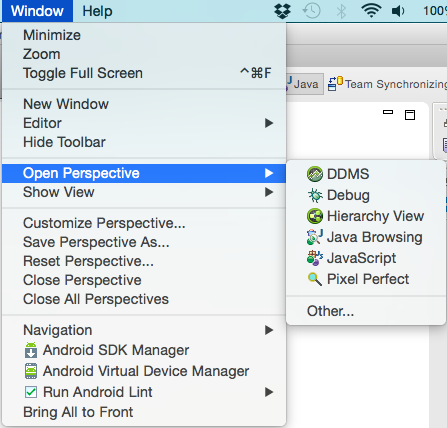 Window Help 100%
Minimize
Zoom
Toggle Full Screen ^⌘F
Java Team Synchronizing
New Window
Editor
Hide Toolbar
Open Perspective
Show View
DDMS
Debug
Hierarchy View
Java Browsing
JavaScript
Pixel Perfect
Other...
Customize Perspective...
Save Perspective As...
Reset Perspective...
Close Perspective
Close All Perspectives
Navigation
Android SDK Manager
Android Virtual Device Manager
Run Android Lint
Bring All to Front